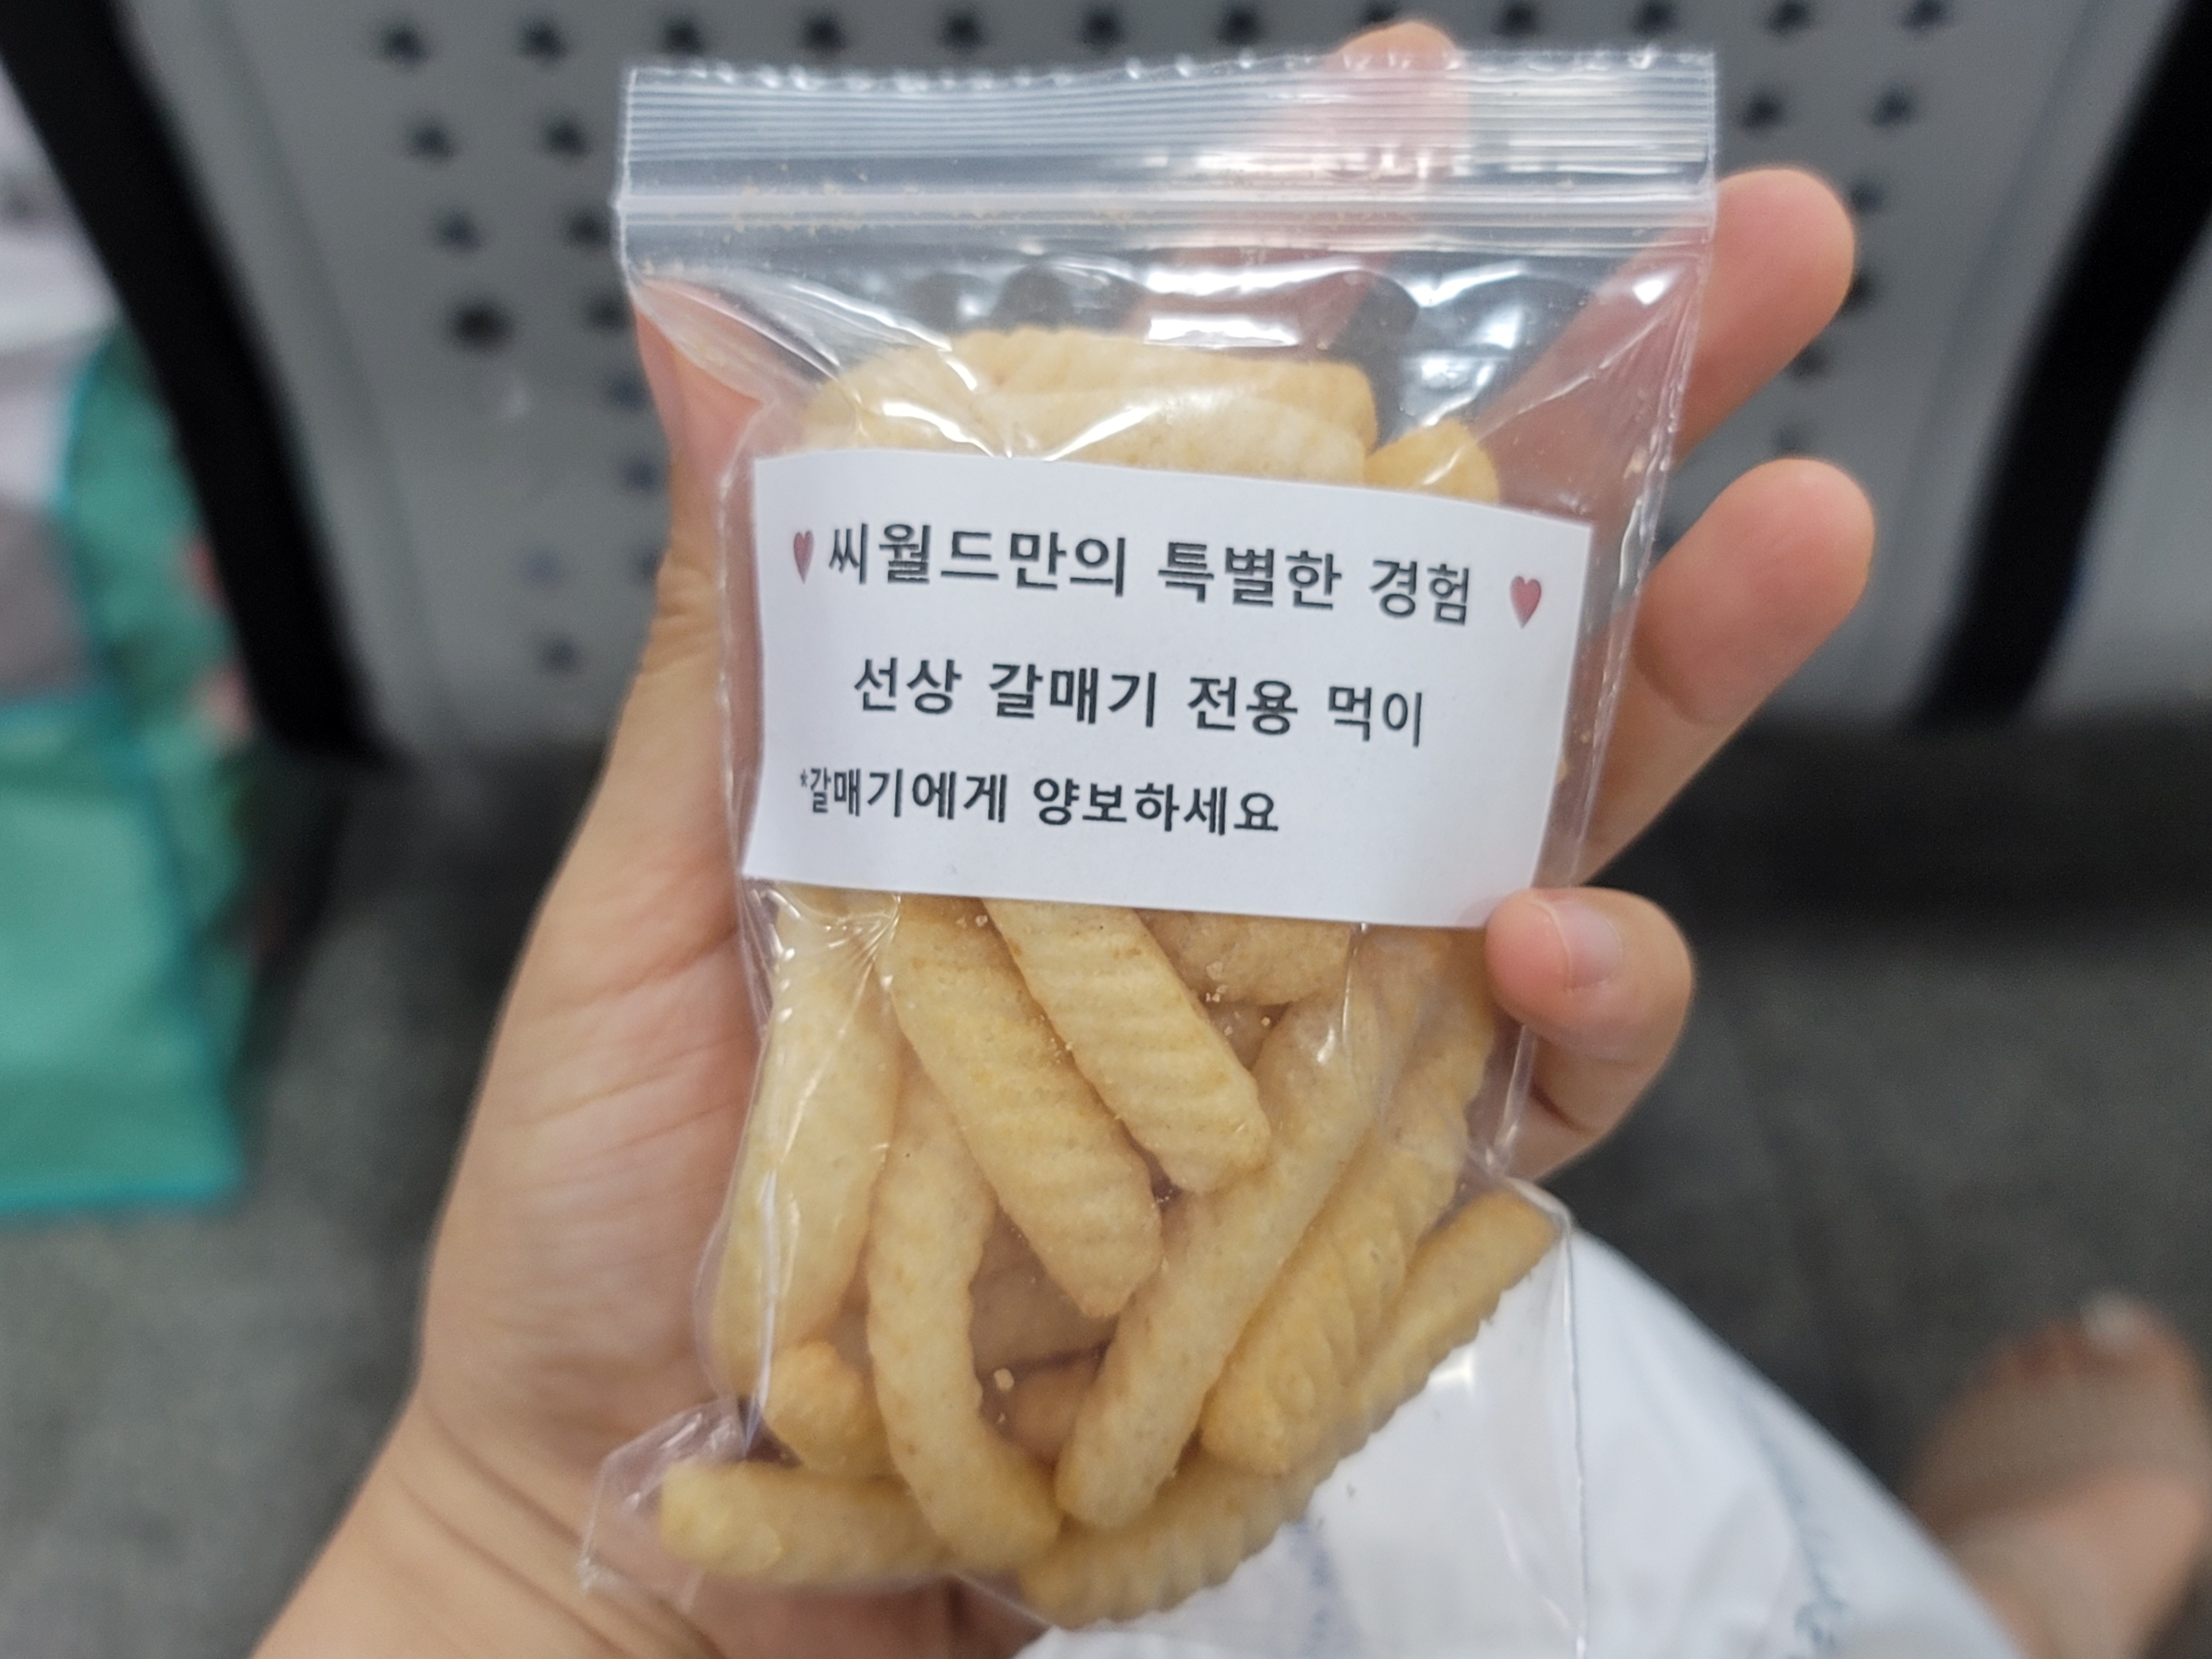 ♥씨월드만의 특별한 경험 ♥
선상 갈매기 전용 먹이
*갈매기에게 양보하세요